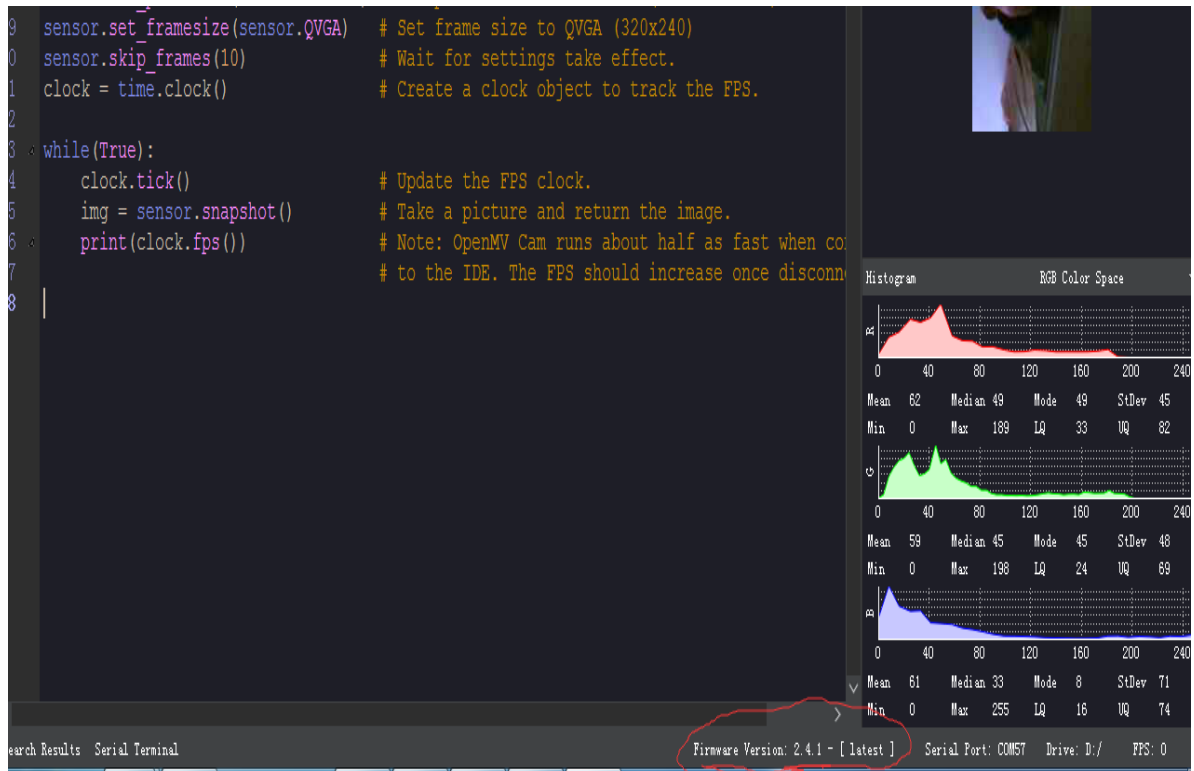 9 sensor.set_framesize(sensor.QVGA) # Set frame size to QVGA (320x240)
0 sensor.skip_frames(10) # Wait for settings take effect.
1 clock = time.clock() # Create a clock object to track the FPS.
2
3 while(True):
4 clock.tick() # Update the FPS clock.
5 img = sensor.snapshot() # Take a picture and return the image.
6 print(clock.fps()) # Note: OpenMV Cam runs about half as fast when co
7 # to the IDE. The FPS should increase once disconn
8
Histogram RGB Color Space
R
0 40 80 120 160 200 240
Mean 62 Median 49 Mode 49 StDev 45
Min 0 Max 189 LQ 33 UQ 82
G
0 40 80 120 160 200 240
Mean 59 Median 45 Mode 45 StDev 48
Min 0 Max 198 LQ 24 UQ 69
B
0 40 80 120 160 200 240
Mean 61 Median 33 Mode 8 StDev 71
Min 0 Max 255 LQ 16 UQ 74
earch Results Serial Terminal Firmware Version: 2.4.1 - [ latest ] Serial Port: COM57 Drive: D:/ FPS: 0